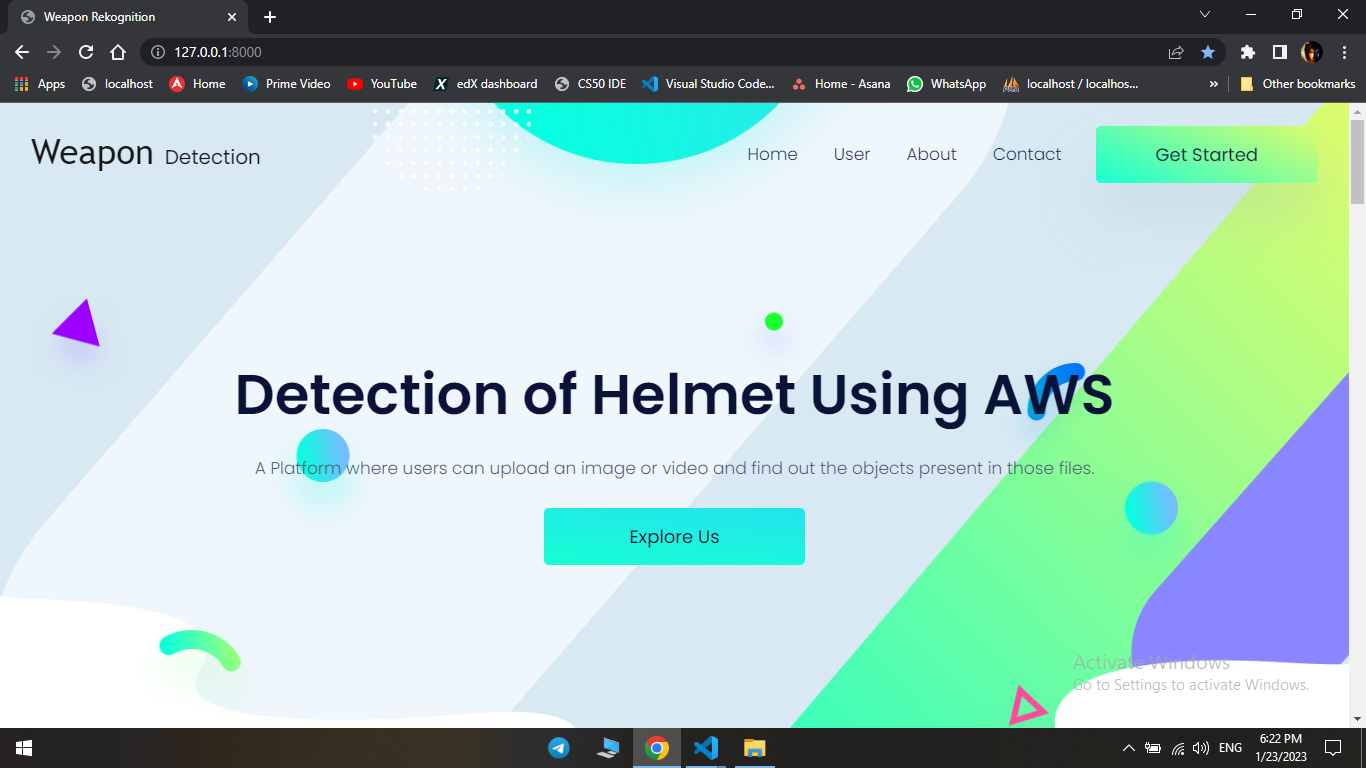 Weapon Rekognition
127.0.0.1:8000
Apps localhost Home Prime Video YouTube edX dashboard CS50 IDE Visual Studio Code... Home - Asana WhatsApp localhost / localhos... » Other bookmarks
Weapon Detection Home User About Contact Get Started
Detection of Helmet Using AWS
A Platform where users can upload an image or video and find out the objects present in those files.
Explore Us
Activate Windows
Go to Settings to activate Windows.
ENG 6:22 PM
1/23/2023